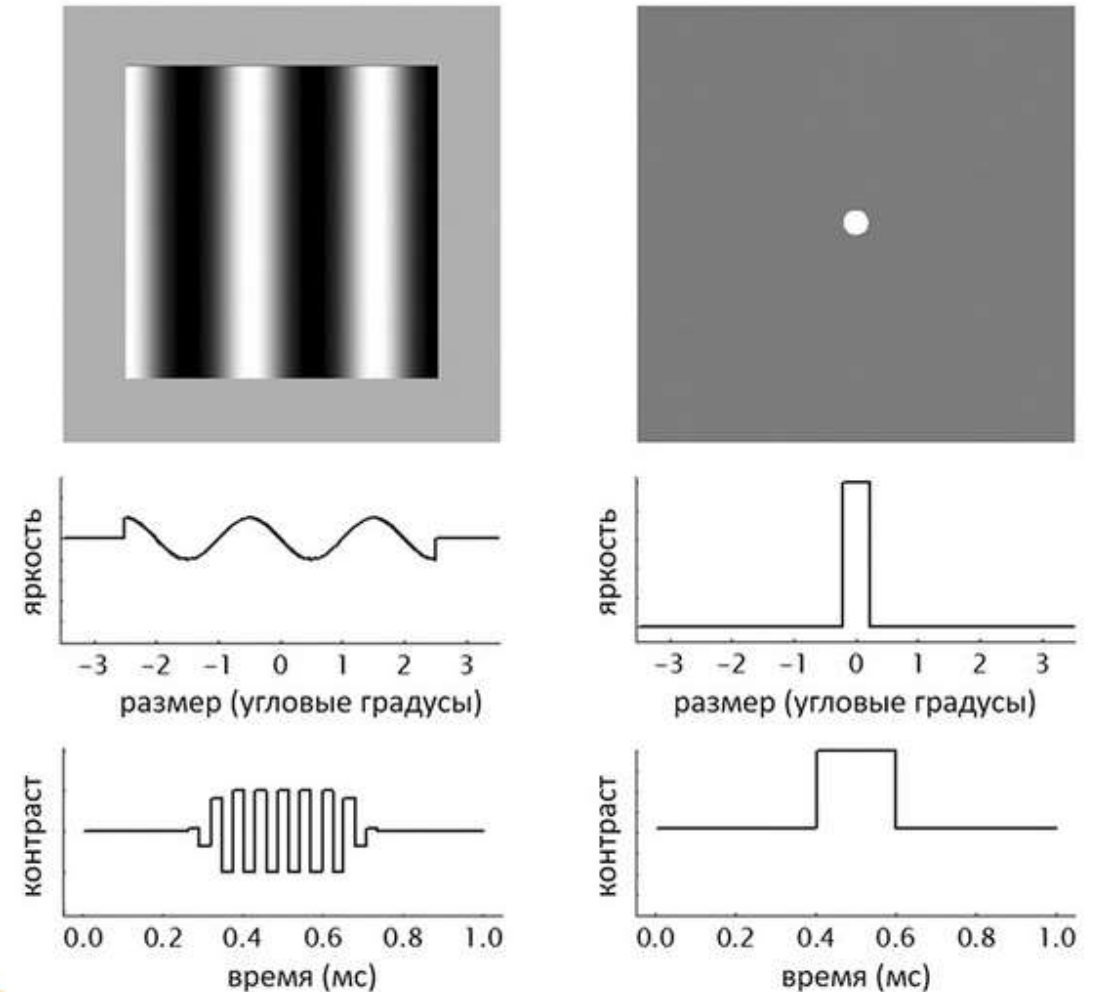 яркость
-3 -2 -1 0 1 2 3
размер (угловые градусы)
контраст
0.0 0.2 0.4 0.6 0.8 1.0
время (мс)
яркость
-3 -2 -1 0 1 2 3
размер (угловые градусы)
контраст
0.0 0.2 0.4 0.6 0.8 1.0
время (мс)